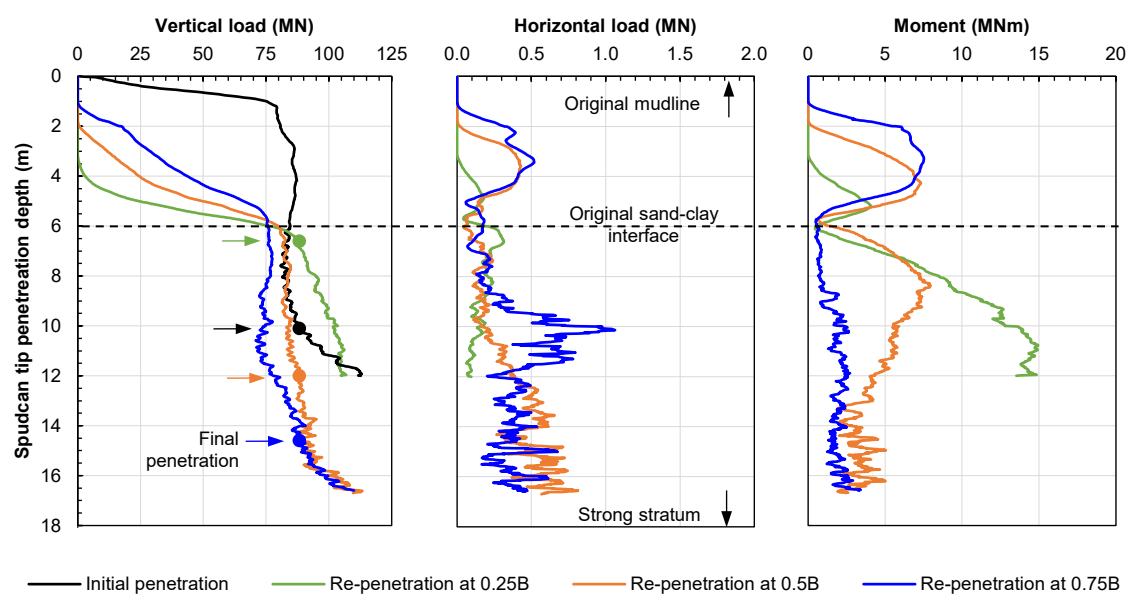 Vertical load (MN)
Horizontal load (MN)
Moment (MNm)
0 25 50 75 100 125
0.0 0.5 1.0 1.5 2.0
0 5 10 15 20
Spudcan tip penetreation depth (m)
0
2
4
6
8
10
12
14
16
18
Final
penetration
Original mudline
Original sand-clay
interface
Strong stratum
Initial penetration
Re-penetration at 0.25B
Re-penetration at 0.5B
Re-penetration at 0.75B